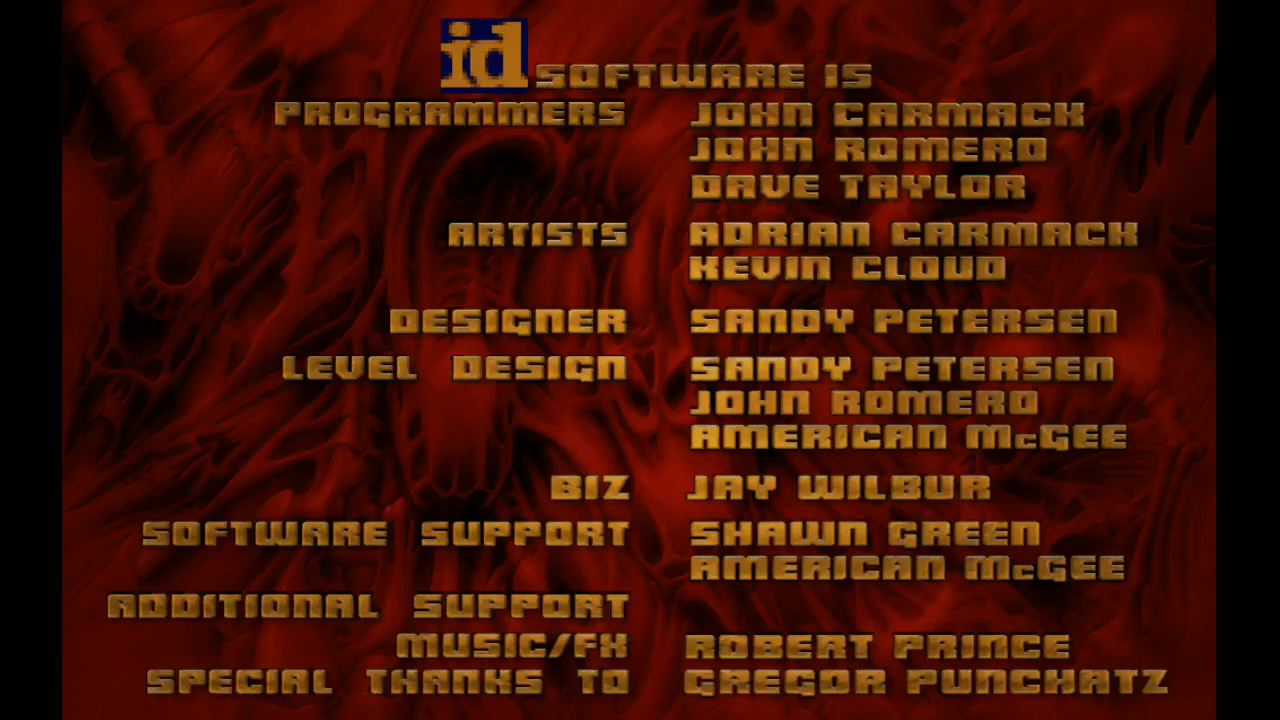 id SOFTWARE IS
PROGRAMMERS JOHN CARMACK
JOHN ROMERO
DAVE TAYLOR
ARTISTS ADRIAN CARMACK
KEVIN CLOUD
DESIGNER SANDY PETERSEN
LEVEL DESIGN SANDY PETERSEN
JOHN ROMERO
AMERICAN McGEE
BIZ JAY WILBUR
SOFTWARE SUPPORT SHAWN GREEN
AMERICAN McGEE
ADDITIONAL SUPPORT
MUSIC/FX ROBERT PRINCE
SPECIAL THANKS TO GREGOR PUNCHATZ